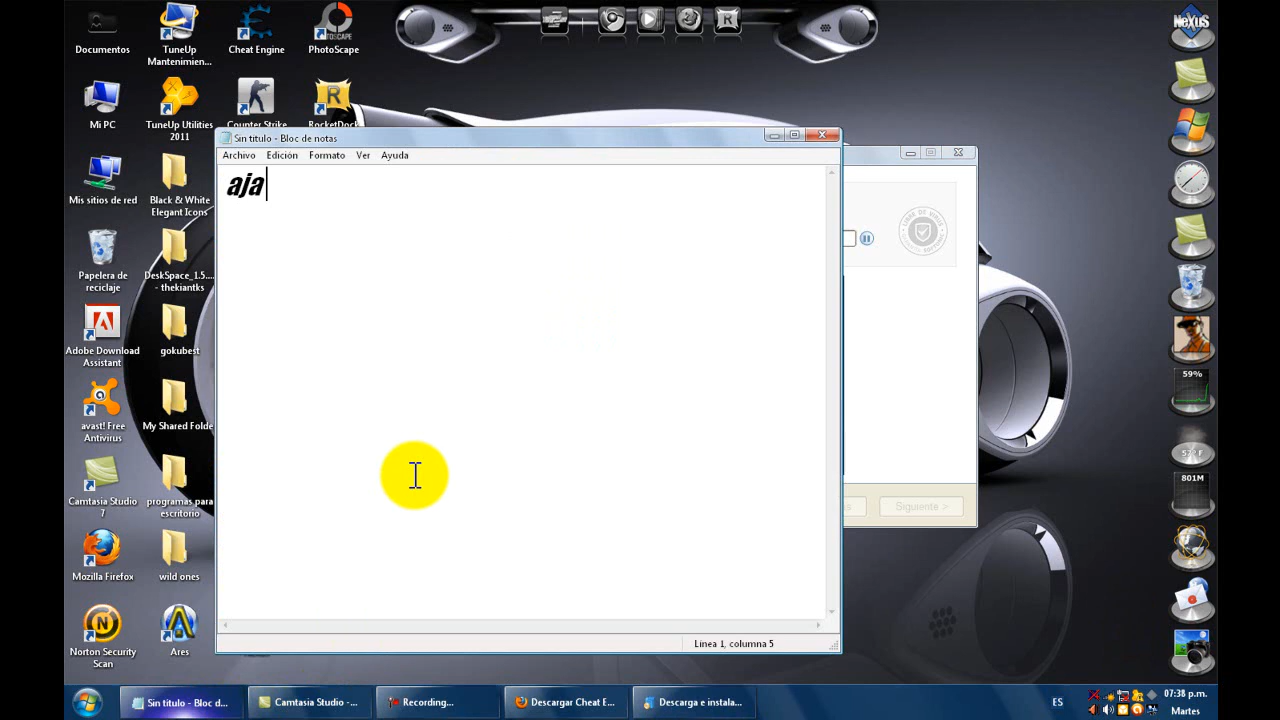 Documentos
TuneUp
Mantenimien...
Cheat Engine
PhotoScape
NeXuS
Mi PC
TuneUp Utilities
2011
Counter Strike
RocketDock
Sin título - Bloc de notas
Archivo Edición Formato Ver Ayuda
aja
Mis sitios de red
Black & White
Elegant Icons
Papelera de
reciclaje
DeskSpace_1.5....
- thekiantks
Adobe Download
Assistant
gokubest
59%
avast! Free
Antivirus
My Shared Folde
52° F
801M
Camtasia Studio
7
programas para
escritorio
Siguiente >
Mozilla Firefox
wild ones
Norton Security
Scan
Ares
Línea 1, columna 5
Sin título - Bloc d...
Camtasia Studio -...
Recording...
Descargar Cheat E...
Descarga e instala...
ES
07:38 p.m.
Martes